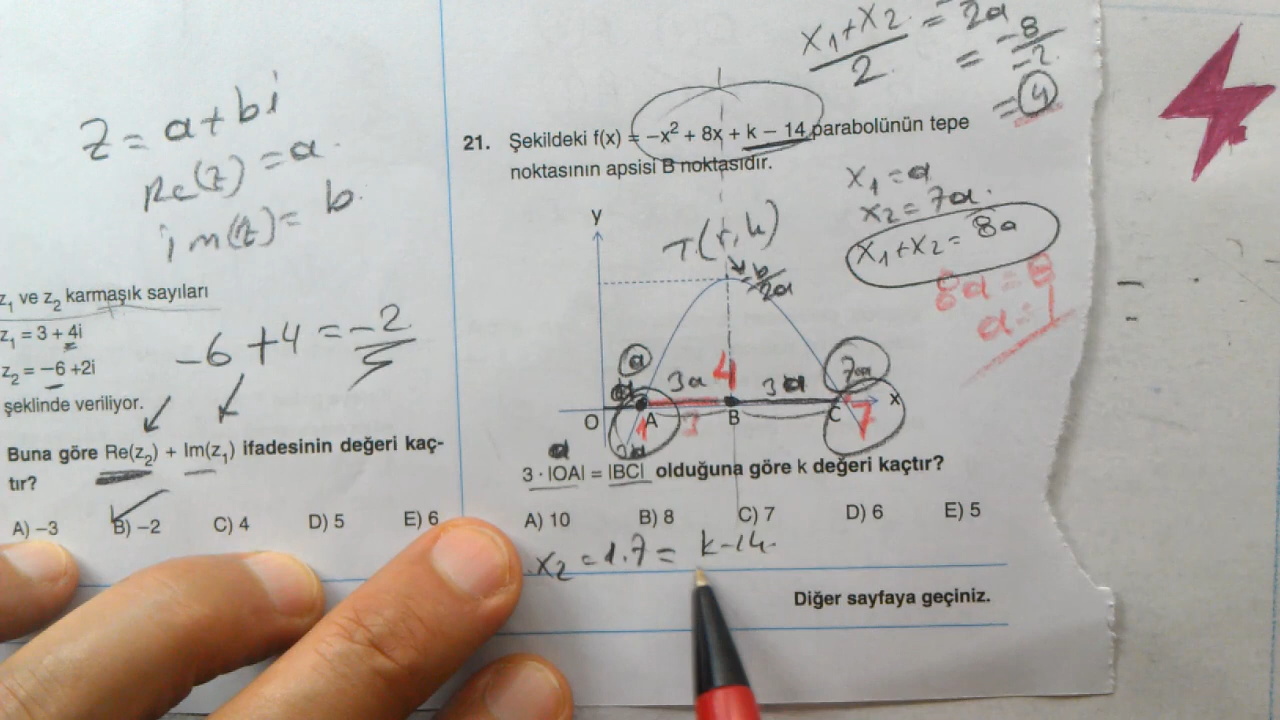 Z = a + bi
Re(z) = a.
im(z) = b
z₁ ve z₂ karmaşık sayıları
z₁ = 3 + 4i
z₂ = −6 +2i
şeklinde veriliyor.
−6 + 4 = −2
Buna göre Re(z₂) + Im(z₁) ifadesinin değeri kaç-
tır?
A) −3 B) −2 C) 4 D) 5 E) 6
x₁+x₂ / 2 = 2a
= −8 / −2
= 4
21. Şekildeki f(x) = −x² + 8x + k − 14 parabolünün tepe
noktasının apsisi B noktasıdır.
x₁ = a
x₂ = 7a.
x₁+x₂ = 8a
a = 1
y
T(r, k)
−b/2a
a 3a 4 3a 7a
O A B C x
1 3 7
a
3 · |OA| = |BC| olduğuna göre k değeri kaçtır?
A) 10 B) 8 C) 7 D) 6 E) 5
x₂ = 1.7 = k-14.
Diğer sayfaya geçiniz.